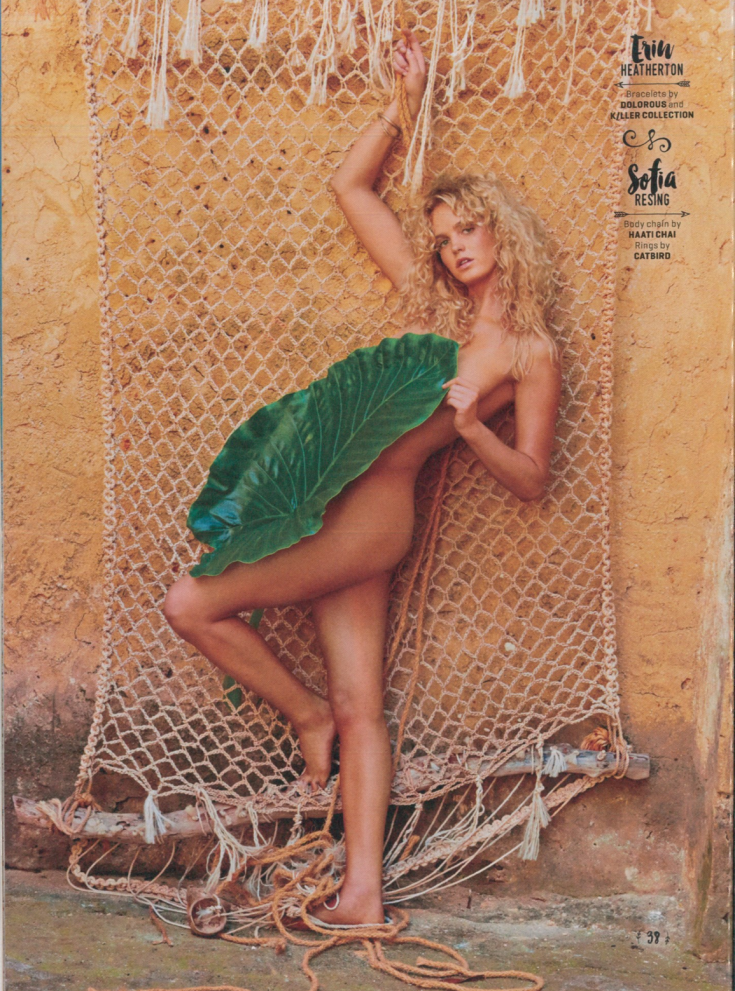 Erin
HEATHERTON
Bracelets by
DOLOROUS and
KILLER COLLECTION
Sofia
RESING
Body chain by
HAATI CHAI
Rings by
CATBIRD
38